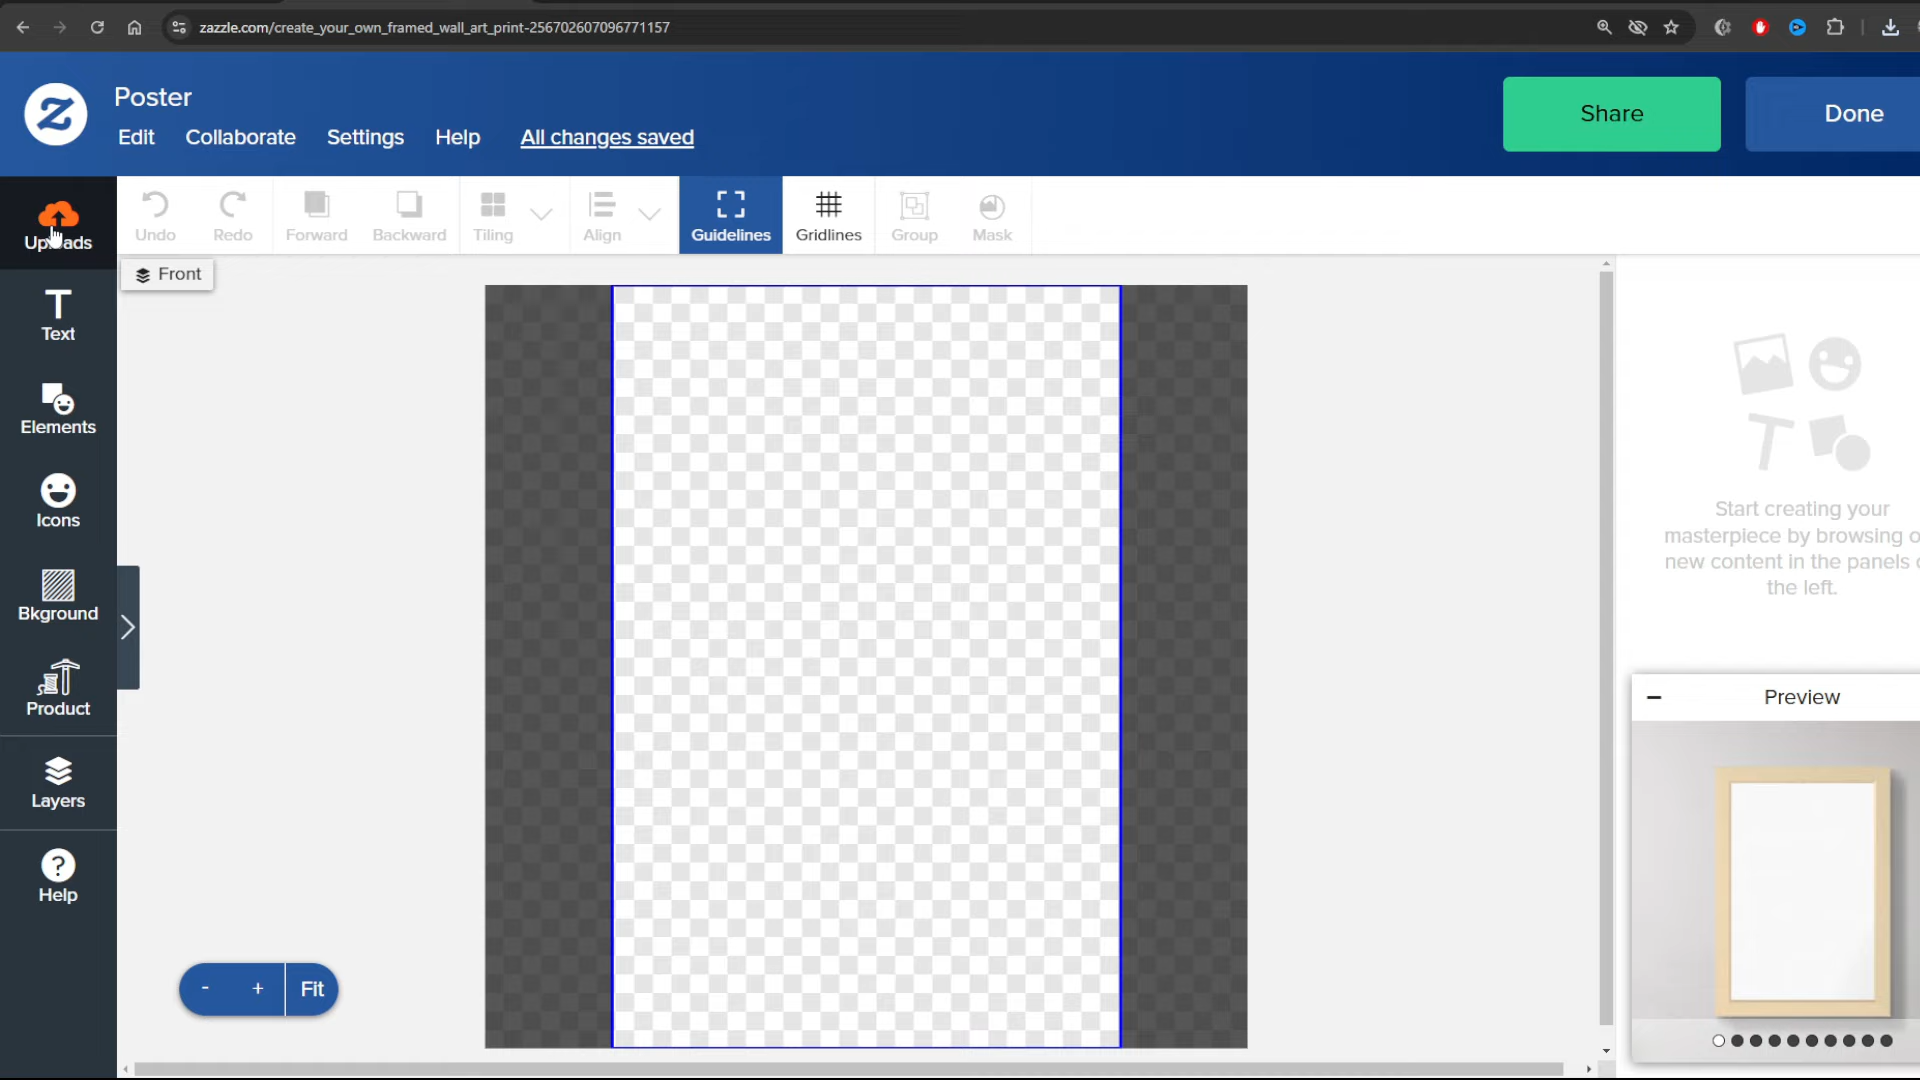 zazzle.com/create_your_own_framed_wall_art_print-256702607096771157
Poster
Edit Collaborate Settings Help All changes saved
Share
Done
Uploads
Text
Elements
Icons
Bkground
Product
Layers
Help
Undo Redo Forward Backward Tiling Align Guidelines Gridlines Group Mask
Front
Start creating your
masterpiece by browsing o
new content in the panels
the left.
Preview
- + Fit